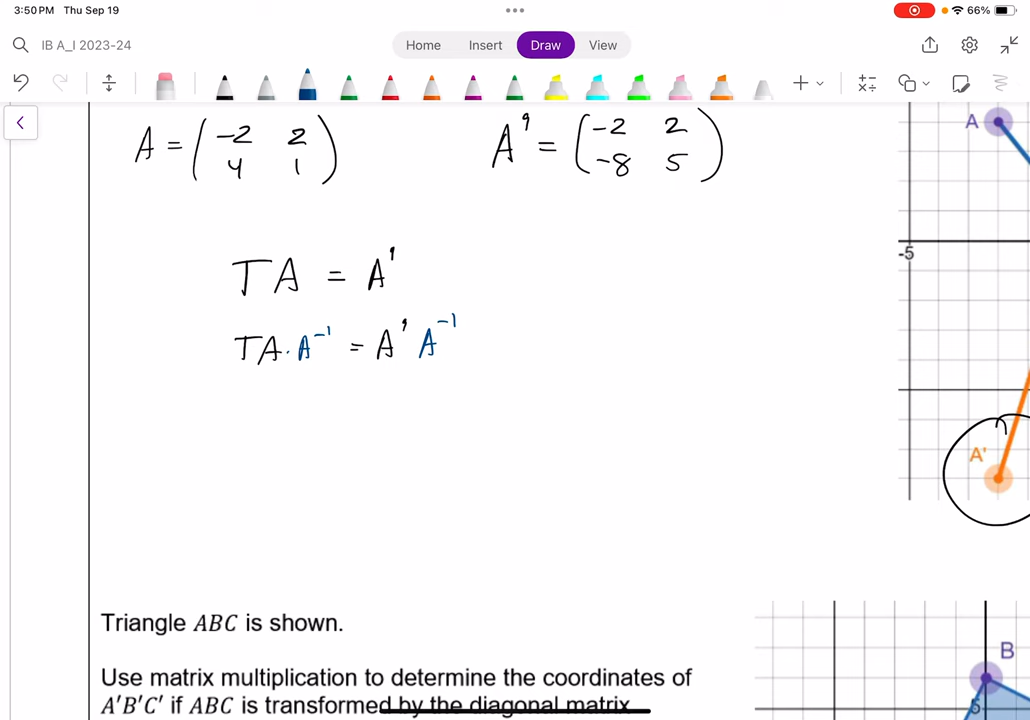 3:50PM Thu Sep 19
66%
IB A_I 2023-24
Home Insert Draw View
A = (-2 2
4 1)
A' = (-2 2
-8 5)
A
TA = A'
-5
TA · A⁻¹ = A' A⁻¹
A'
Triangle ABC is shown.
B
Use matrix multiplication to determine the coordinates of
A'B'C' if ABC is transformed by the diagonal matrix
5